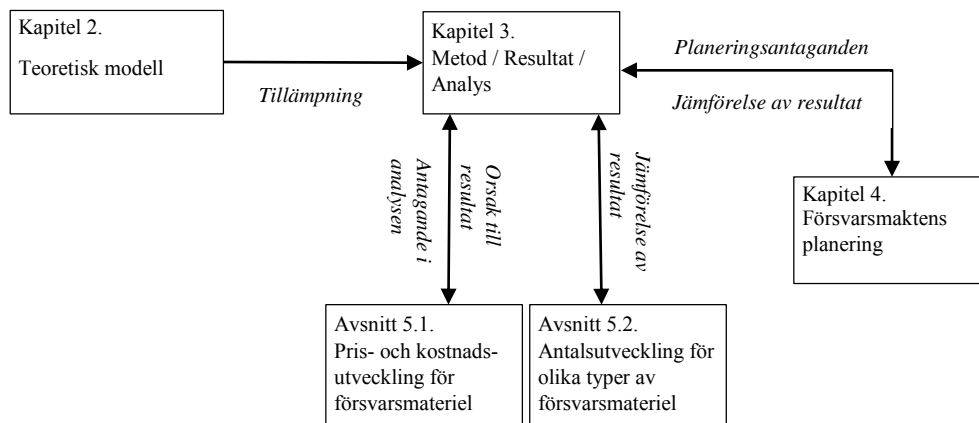 Kapitel 2.
Teoretisk modell
Tillämpning
Kapitel 3.
Metod / Resultat /
Analys
Planeringsantaganden
Jämförelse av resultat
Kapitel 4.
Försvarsmaktens
planering
Orsak till
resultat
Antagande i
analysen
Jämförelse av
resultat
Avsnitt 5.1.
Pris- och kostnads-
utveckling för
försvarsmateriel
Avsnitt 5.2.
Antalsutveckling för
olika typer av
försvarsmateriel